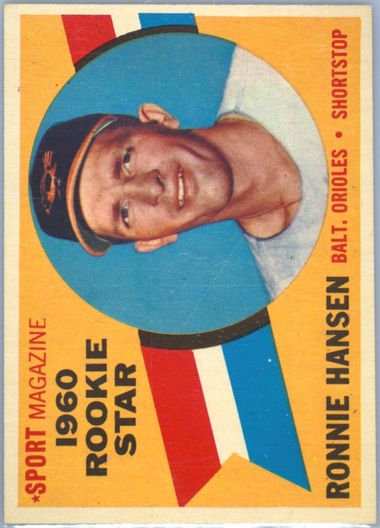 *SPORT MAGAZINE
1960
ROOKIE
STAR
RONNIE HANSEN BALT. ORIOLES • SHORTSTOP